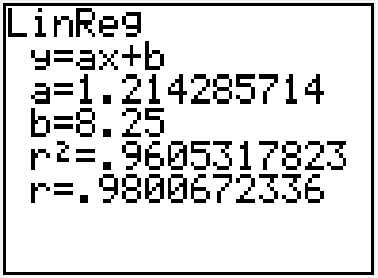 LinReg
y=ax+b
a=1.214285714
b=8.25
r²=.9605317823
r=.9800672336